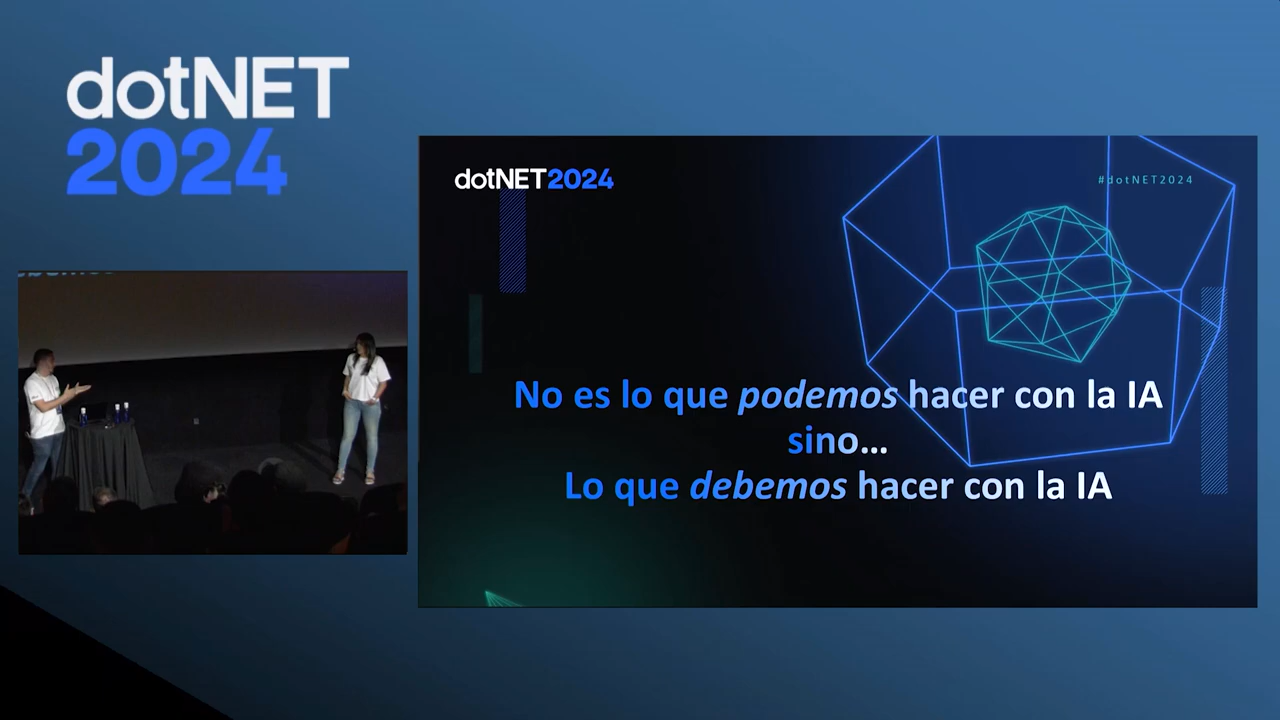 dotNET
2024
dotNET2024
#dotNET2024
No es lo que podemos hacer con la IA
sino...
Lo que debemos hacer con la IA